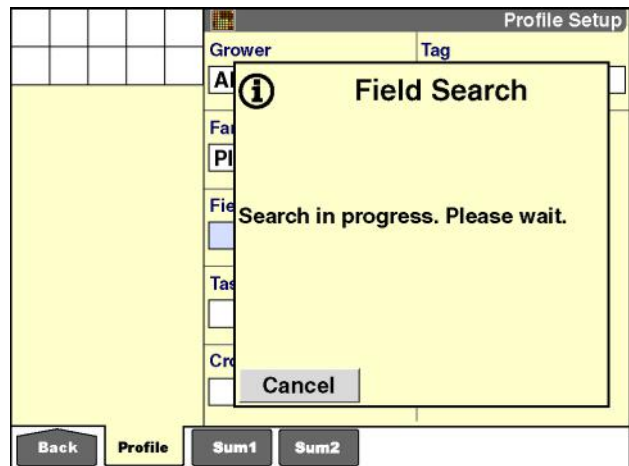 Profile Setup
Grower
Tag
Field Search
Search in progress. Please wait.
Cancel
Back
Profile
Sum1
Sum2